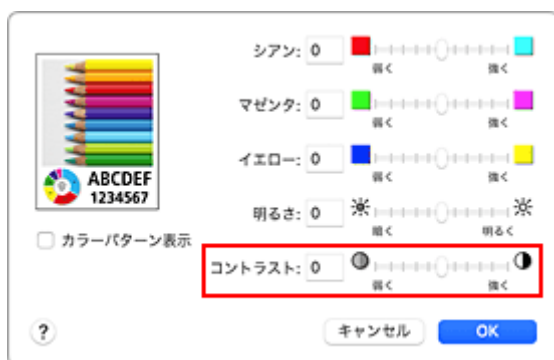 シアン: 0
弱く 強く
マゼンタ: 0
弱く 強く
イエロー: 0
弱く 強く
ABCDEF
1234567
明るさ: 0
暗く 明るく
カラーパターン表示
コントラスト: 0
弱く 強く
? キャンセル OK